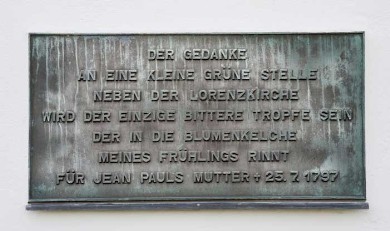 DER GEDANKE
AN EINE KLEINE GRÜNE STELLE
NEBEN DER LORENZKIRCHE
WIRD DER EINZIGE BITTERE TROPFE SEIN
DER IN DIE BLUMENKELCHE
MEINES FRÜHLINGS RINNT
FÜR JEAN PAULS MUTTER + 25.7.1797